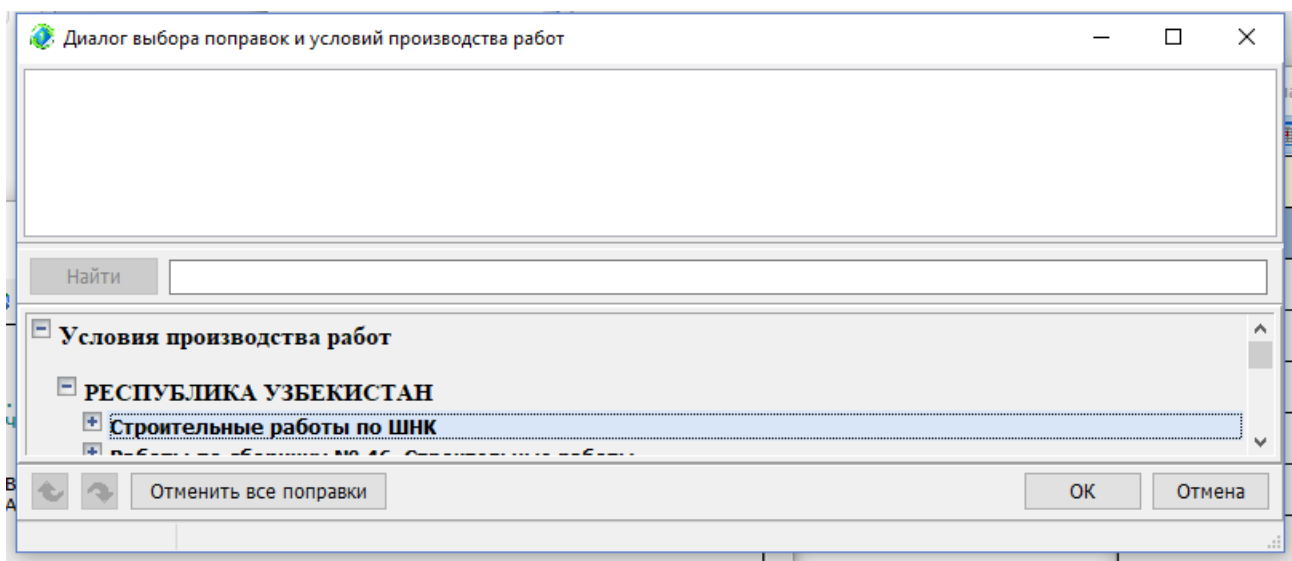 Диалог выбора поправок и условий производства работ
Найти
Условия производства работ
РЕСПУБЛИКА УЗБЕКИСТАН
Строительные работы по ШНК
Отменить все поправки
ОК
Отмена